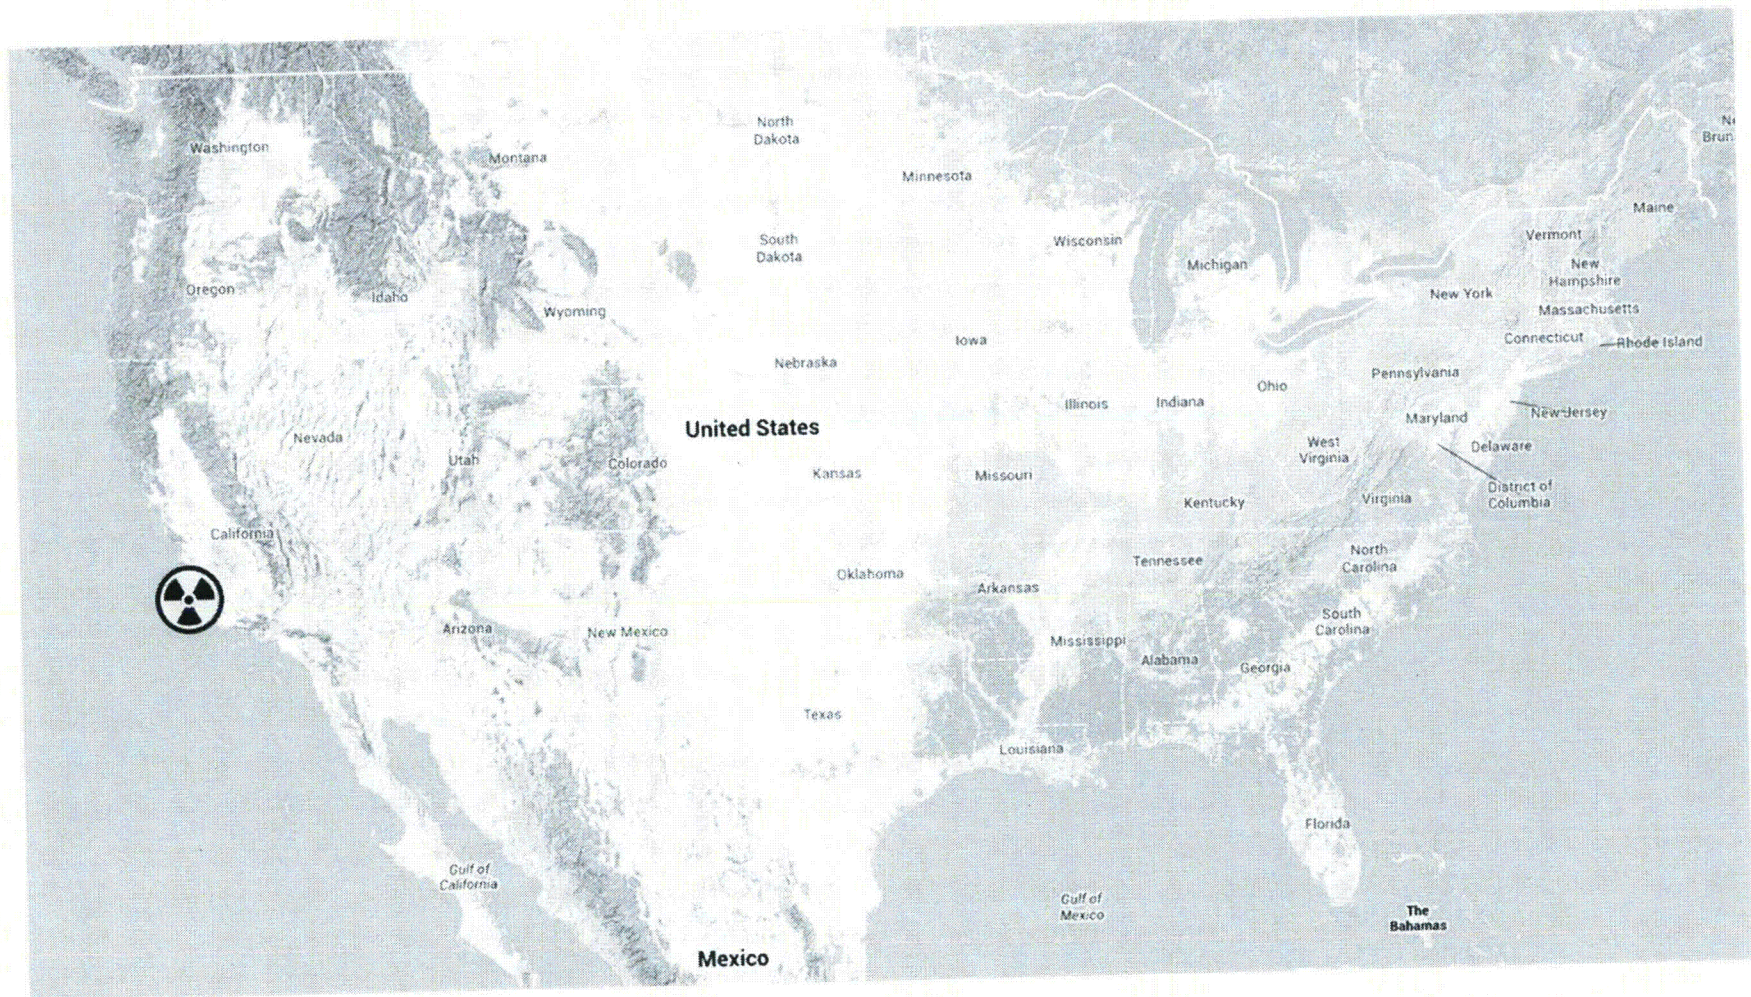 North
Dakota
Washington
Montana
Minnesota
Maine
Vermont
South
Dakota
Wisconsin
Michigan
New
Hampshire
Oregon
Idaho
New York
Massachusetts
Wyoming
Iowa
Connecticut
Rhode Island
Nebraska
Pennsylvania
Ohio
Illinois
Indiana
New Jersey
Maryland
United States
Nevada
West
Virginia
Delaware
Utah
Colorado
Kansas
Missouri
District of
Columbia
Kentucky
Virginia
California
North
Carolina
Tennessee
Oklahoma
Arkansas
South
Carolina
Arizona
New Mexico
Mississippi
Alabama
Georgia
Texas
Louisiana
Florida
Gulf of
California
Gulf of
Mexico
The
Bahamas
Mexico